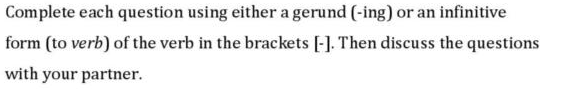 Complete each question using either a gerund (-ing) or an infinitive
form (to verb) of the verb in the brackets [-]. Then discuss the questions
with your partner.